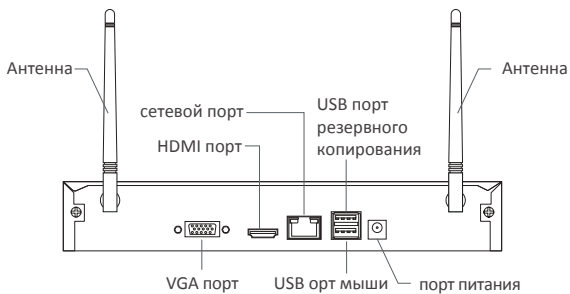 Антенна
Антенна
USB порт
резервного
копирования
сетевой порт
HDMI порт
VGA порт
USB орт мыши
порт питания